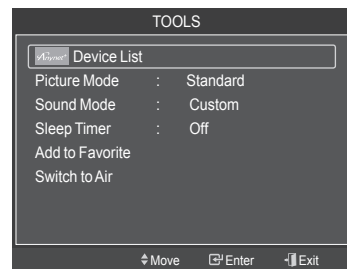 TOOLS
Anynet+ Device List
Picture Mode : Standard
Sound Mode : Custom
Sleep Timer : Off
Add to Favorite
Switch to Air
Move Enter Exit